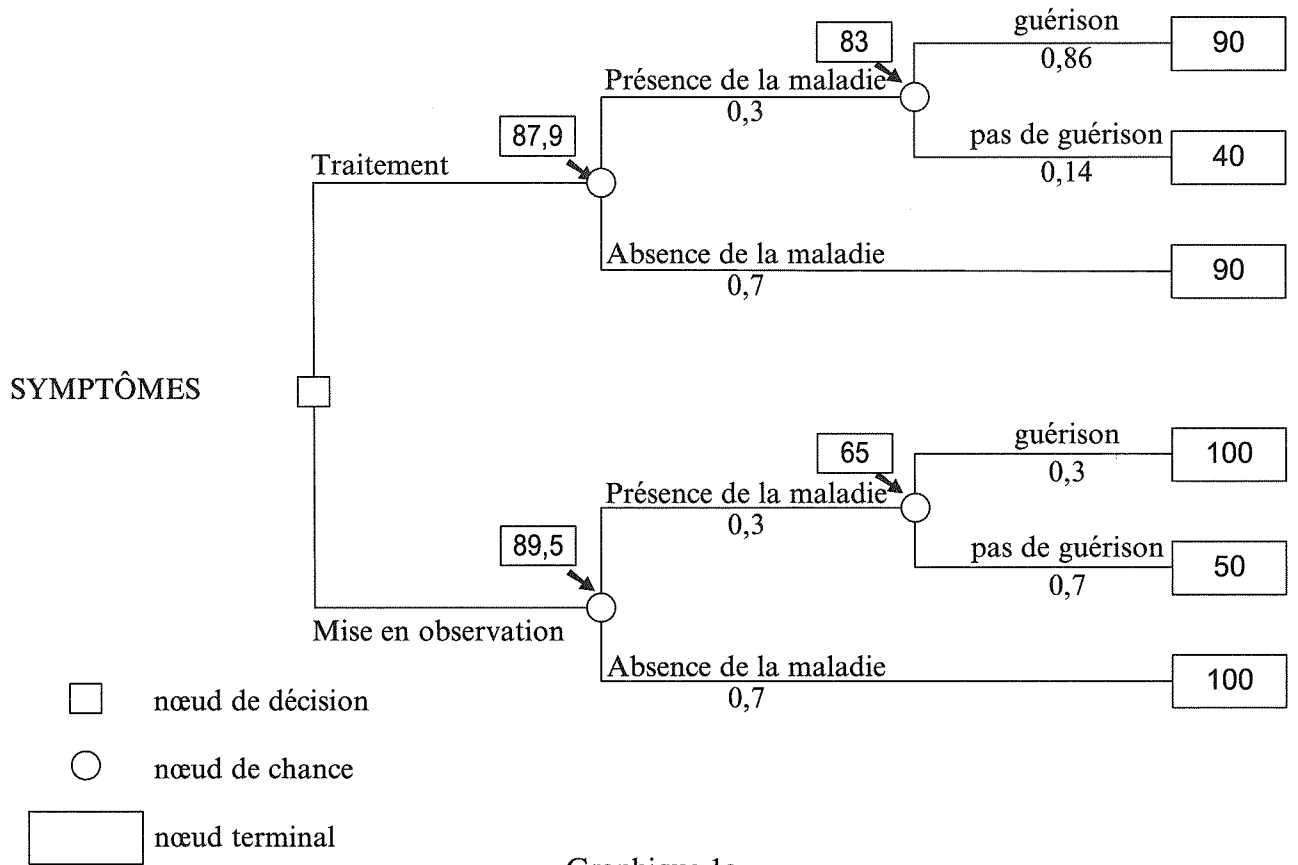 guérison
83
90
0,86
Présence de la maladie
0,3
pas de guérison
87,9
40
0,14
Traitement
Absence de la maladie
90
0,7
SYMPTÔMES
guérison
65
100
0,3
Présence de la maladie
0,3
pas de guérison
89,5
50
0,7
Mise en observation
Absence de la maladie
100
0,7
nœud de décision
nœud de chance
nœud terminal